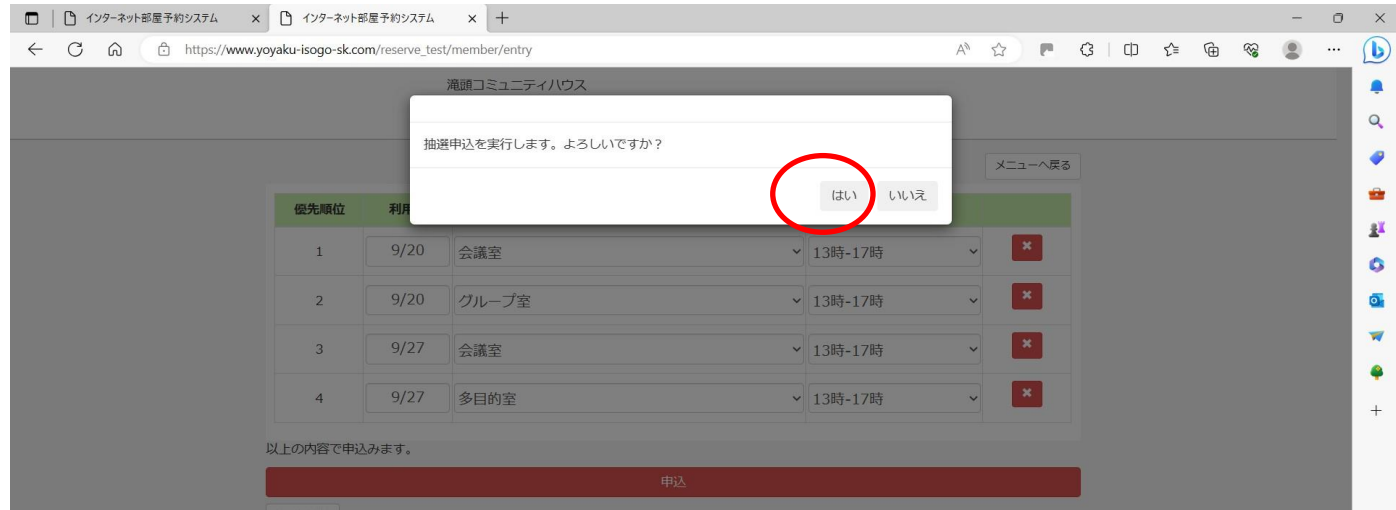 インターネット部屋予約システム
インターネット部屋予約システム
https://www.yoyaku-isogo-sk.com/reserve_test/member/entry
滝頭コミュニティハウス
抽選申込を実行します。よろしいですか？
はい いいえ
メニューへ戻る
優先順位 利用
1 9/20 会議室 13時-17時
2 9/20 グループ室 13時-17時
3 9/27 会議室 13時-17時
4 9/27 多目的室 13時-17時
以上の内容で申込みます。
申込